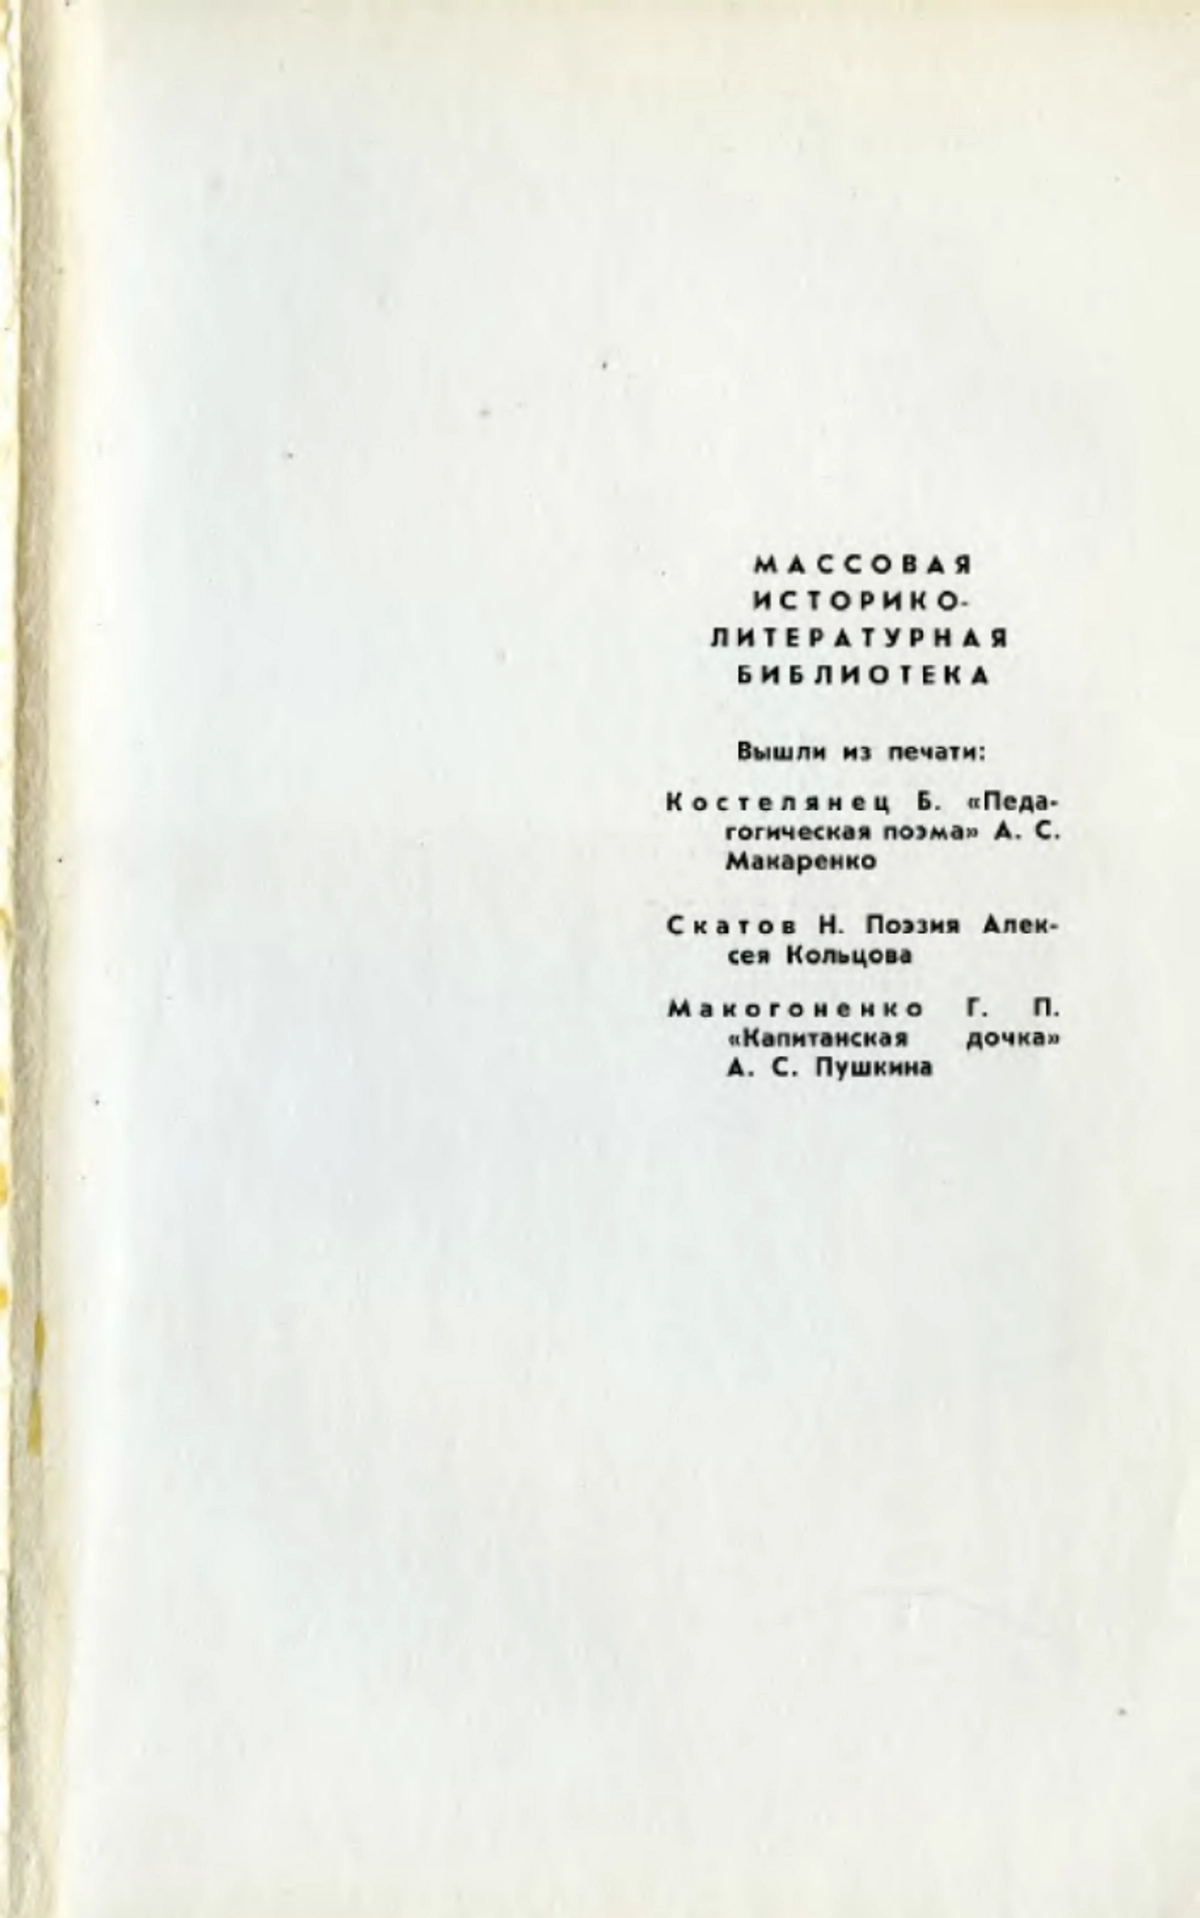 МАССОВАЯ
ИСТОРИКО-
ЛИТЕРАТУРНАЯ
БИБЛИОТЕКА
Вышли из печати:
Костелянец Б. «Педа-
гогическая поэма» А. С.
Макаренко
Скатов Н. Поэзия Алек-
сея Кольцова
Макогоненко Г. П.
«Капитанская дочка»
А. С. Пушкина